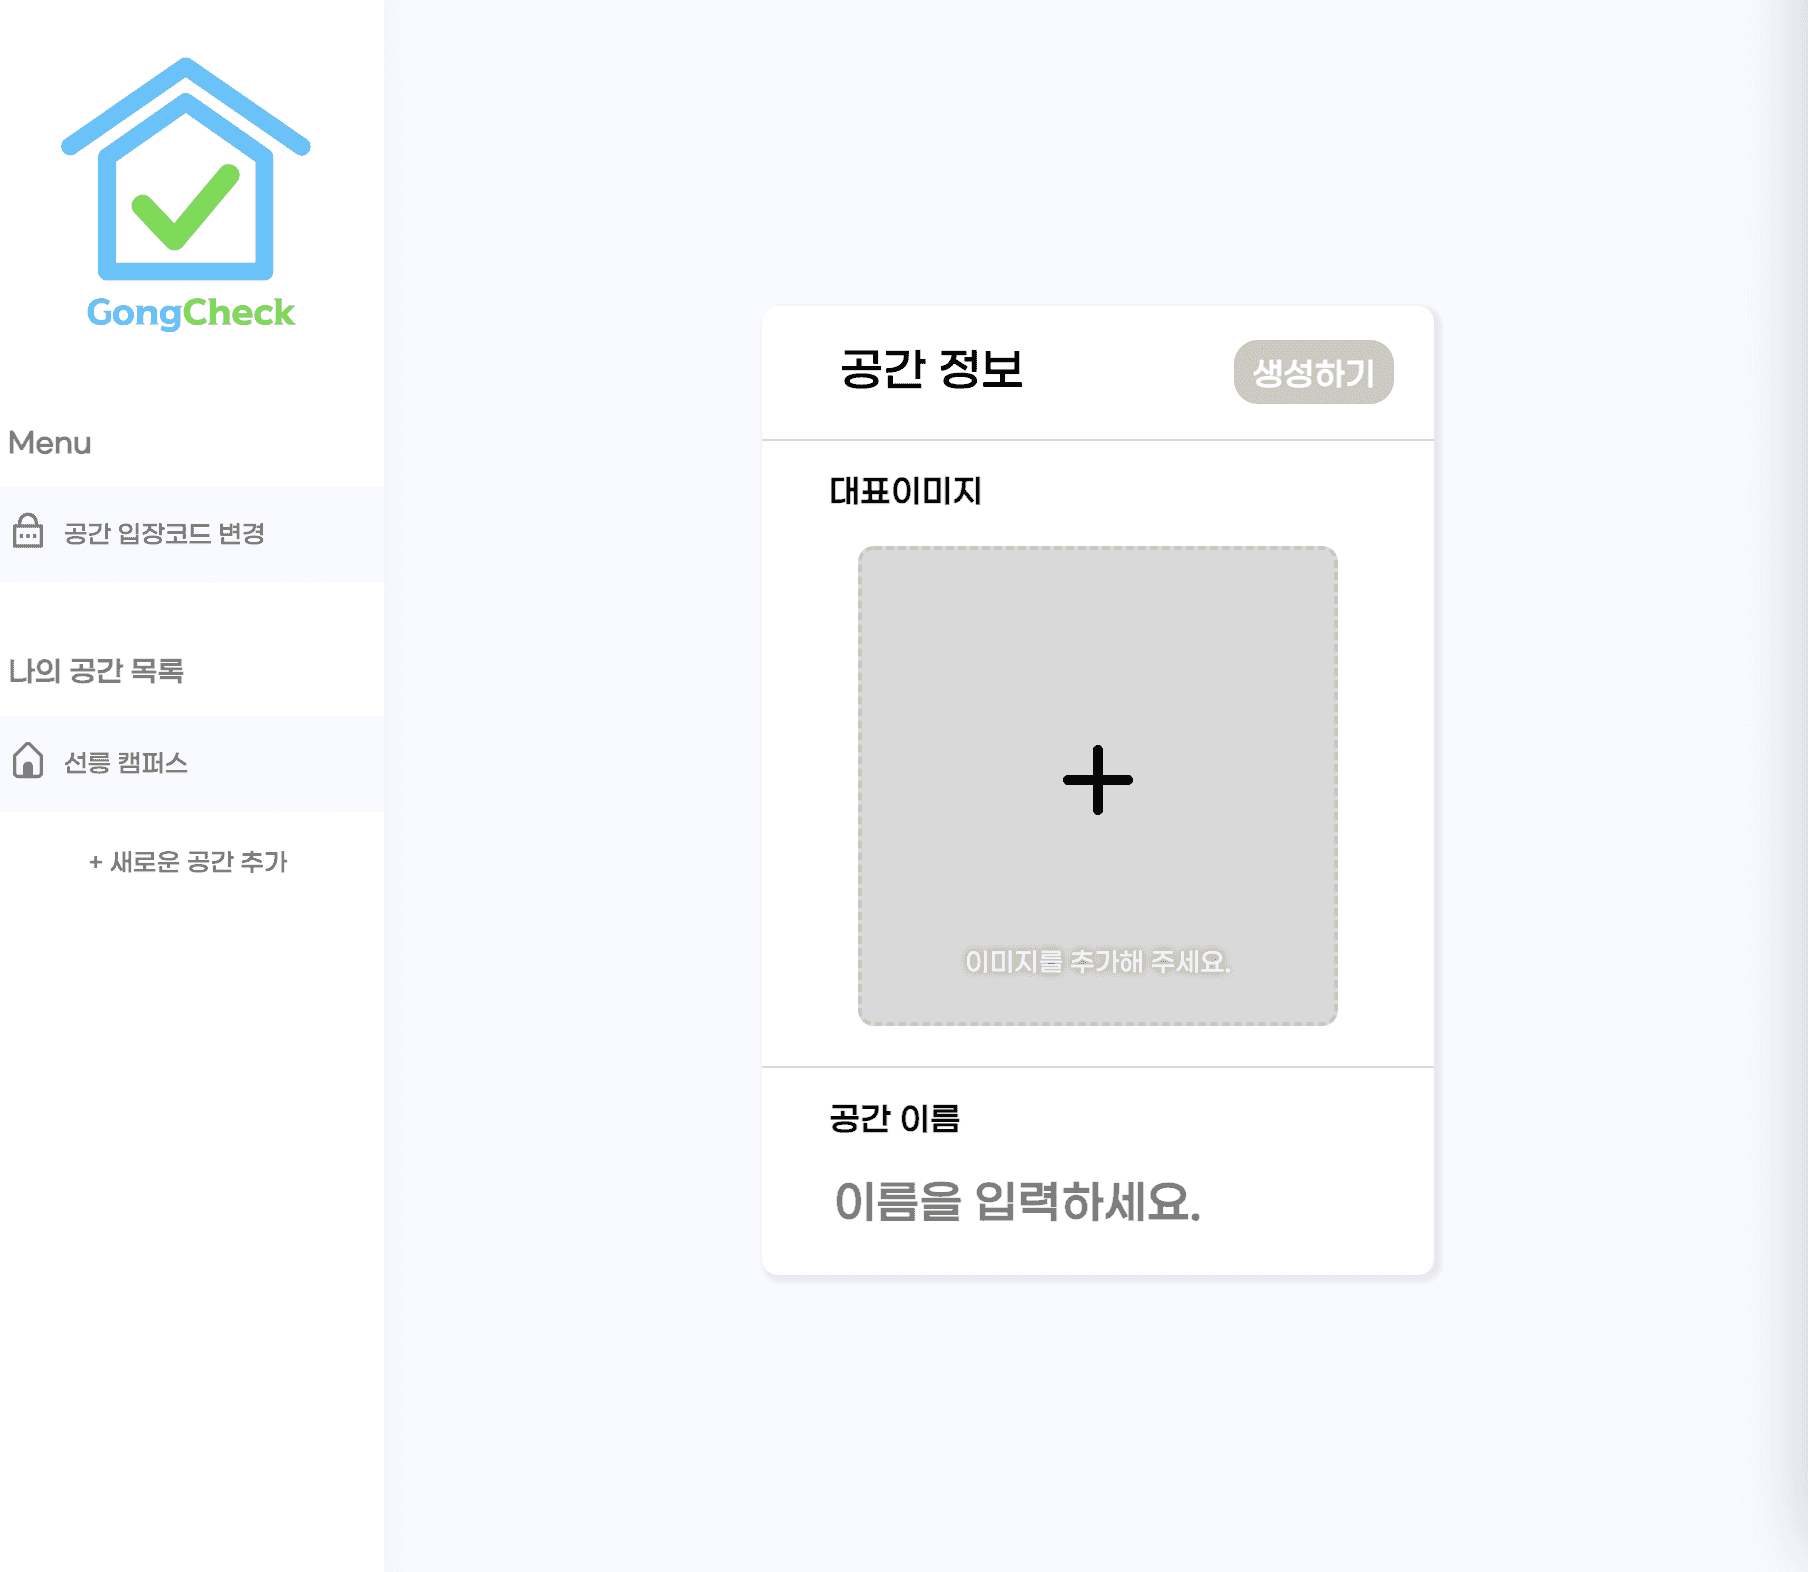 GongCheck
Menu
공간 입장코드 변경
나의 공간 목록
선릉 캠퍼스
+ 새로운 공간 추가
공간 정보
생성하기
대표이미지
이미지를 추가해 주세요.
공간 이름
이름을 입력하세요.